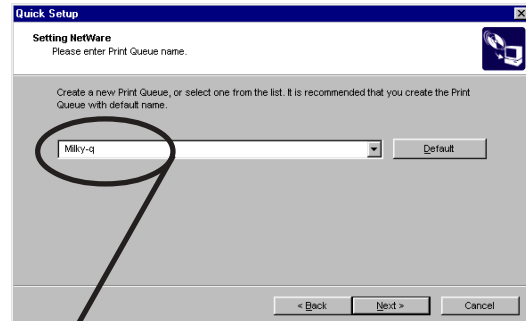 Quick Setup
Setting NetWare
Please enter Print Queue name.
Create a new Print Queue, or select one from the list. It is recommended that you create the Print
Queue with default name.
Milky-q
Default
< Back
Next >
Cancel